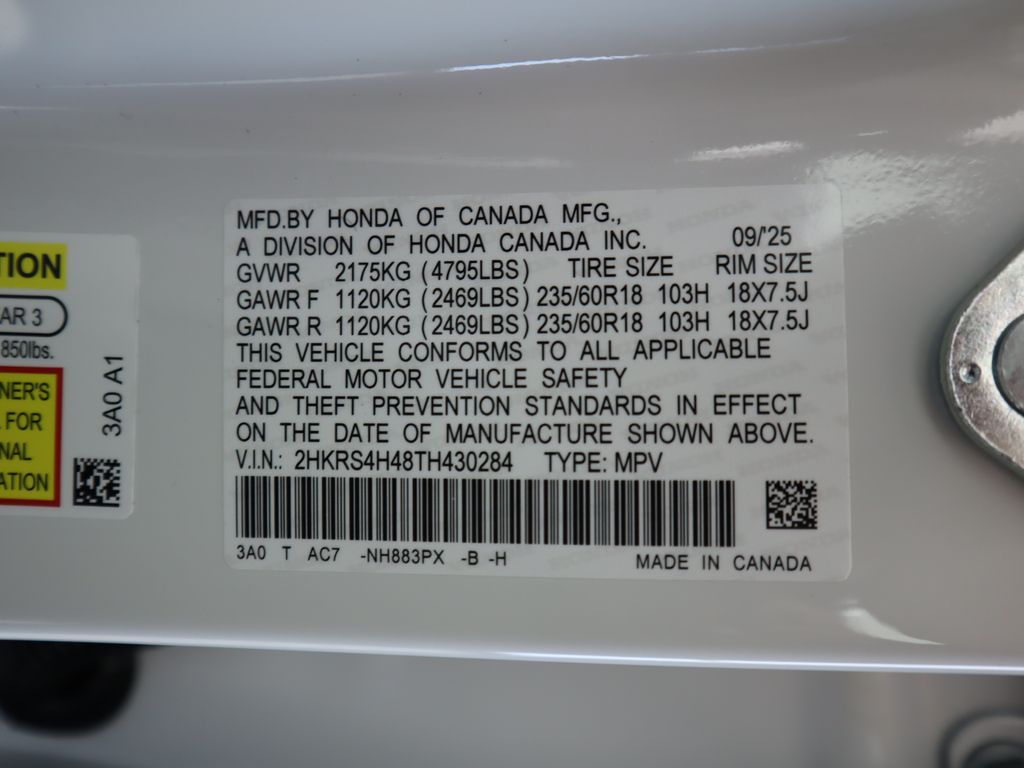 TION
AR 3
850lbs.
NER'S
FOR
NAL
ATION
3A0 A1
MFD.BY HONDA OF CANADA MFG.,
A DIVISION OF HONDA CANADA INC. 09/'25
GVWR 2175KG (4795LBS) TIRE SIZE RIM SIZE
GAWR F 1120KG (2469LBS) 235/60R18 103H 18X7.5J
GAWR R 1120KG (2469LBS) 235/60R18 103H 18X7.5J
THIS VEHICLE CONFORMS TO ALL APPLICABLE
FEDERAL MOTOR VEHICLE SAFETY
AND THEFT PREVENTION STANDARDS IN EFFECT
ON THE DATE OF MANUFACTURE SHOWN ABOVE.
V.I.N.: 2HKRS4H48TH430284 TYPE: MPV
3A0 T AC7 -NH883PX -B -H MADE IN CANADA